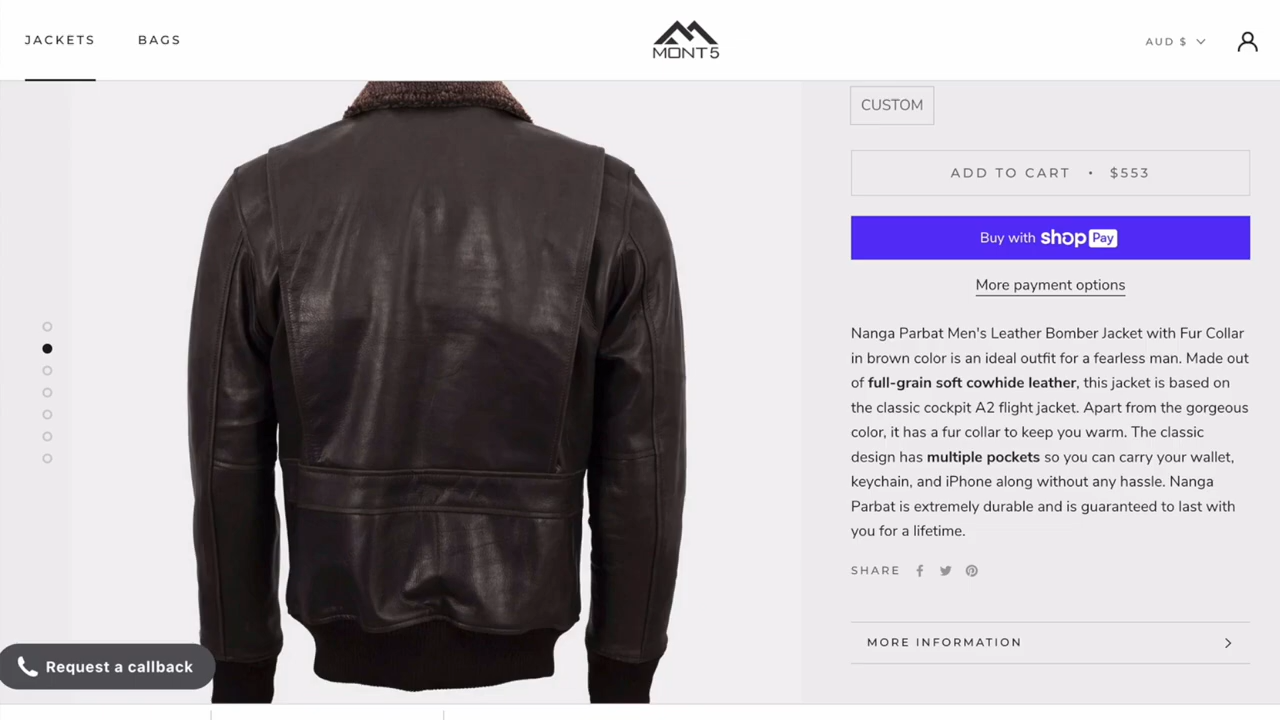 JACKETS
BAGS
MONT5
AUD $
CUSTOM
ADD TO CART • $553
Buy with shop Pay
More payment options
Nanga Parbat Men's Leather Bomber Jacket with Fur Collar
in brown color is an ideal outfit for a fearless man. Made out
of full-grain soft cowhide leather, this jacket is based on
the classic cockpit A2 flight jacket. Apart from the gorgeous
color, it has a fur collar to keep you warm. The classic
design has multiple pockets so you can carry your wallet,
keychain, and iPhone along without any hassle. Nanga
Parbat is extremely durable and is guaranteed to last with
you for a lifetime.
SHARE
MORE INFORMATION
Request a callback